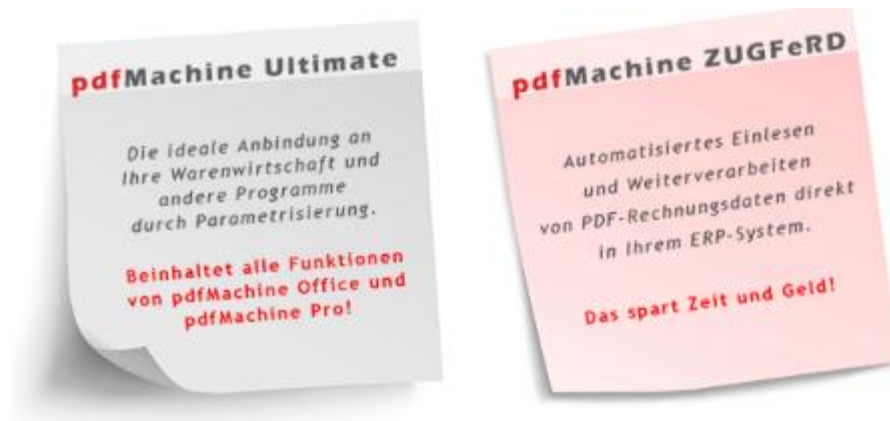 pdfMachine Ultimate
Die ideale Anbindung an
Ihre Warenwirtschaft und
andere Programme
durch Parametrisierung.
Beinhaltet alle Funktionen
von pdfMachine Office und
pdfMachine Pro!
pdfMachine ZUGFeRD
Automatisiertes Einlesen
und Weiterverarbeiten
von PDF-Rechnungsdaten direkt
in Ihrem ERP-System.
Das spart Zeit und Geld!